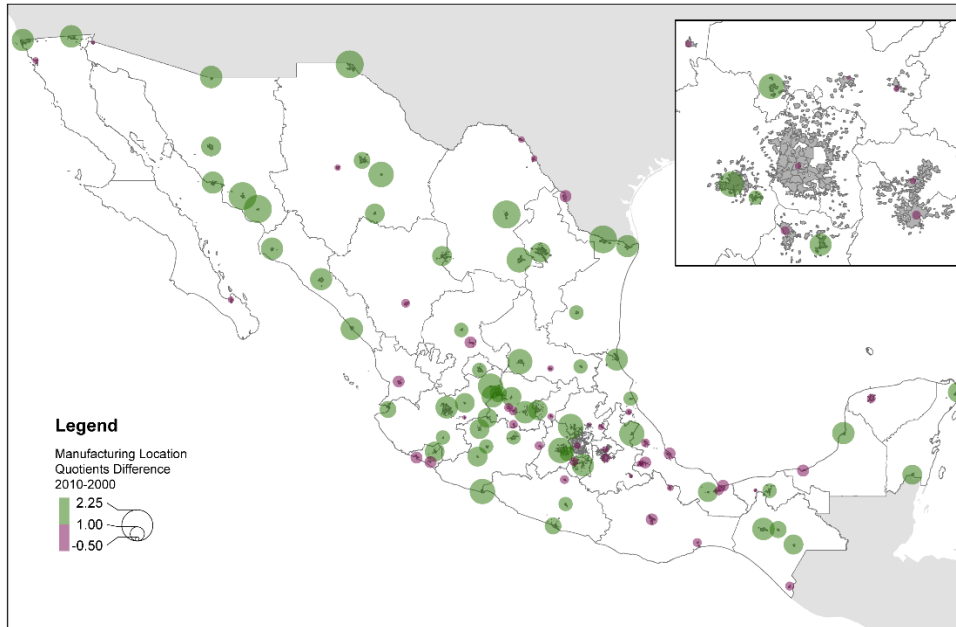 Legend
Manufacturing Location
Quotients Difference
2010-2000
2.25
1.00
-0.50